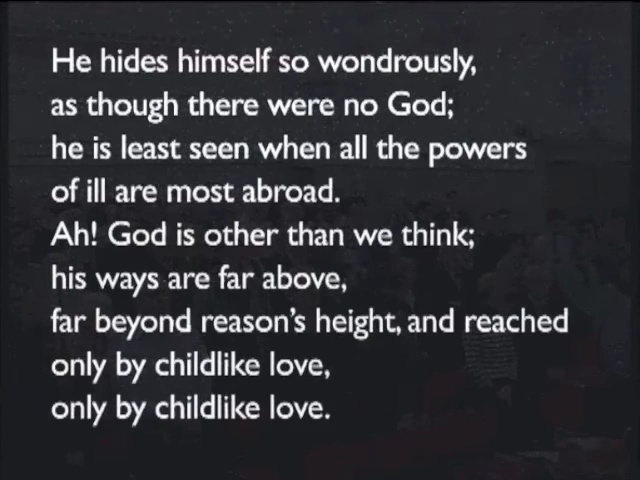 He hides himself so wondrously,
as though there were no God;
he is least seen when all the powers
of ill are most abroad.
Ah! God is other than we think;
his ways are far above,
far beyond reason's height, and reached
only by childlike love,
only by childlike love.